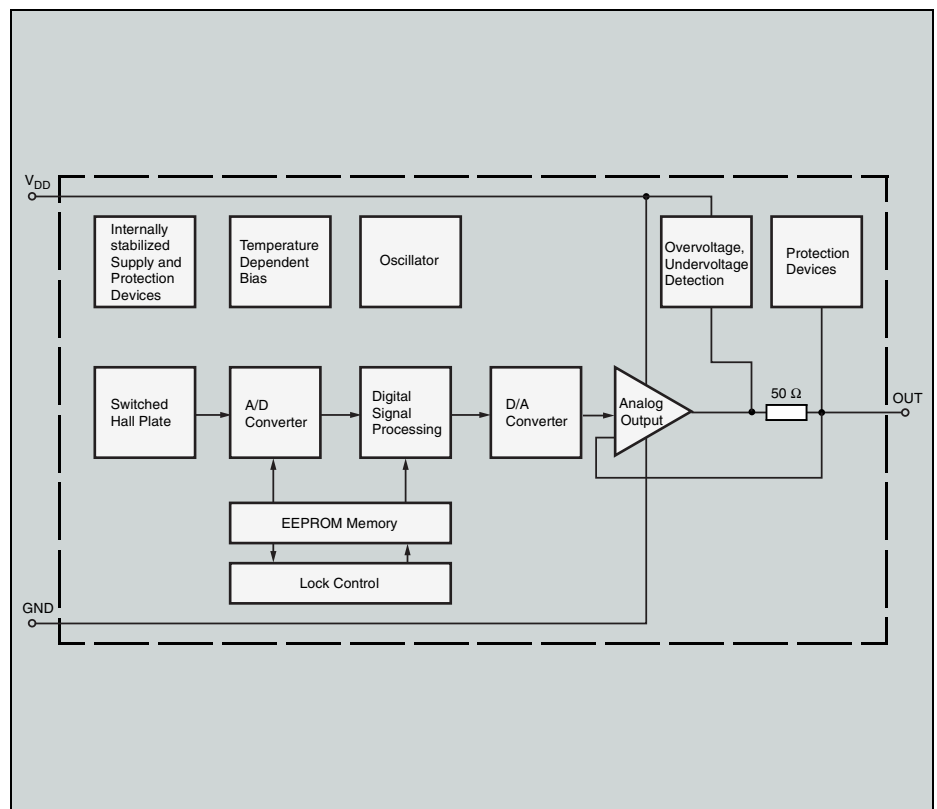 VDD
Internally
stabilized
Supply and
Protection
Devices
Temperature
Dependent
Bias
Oscillator
Overvoltage,
Undervoltage
Detection
Protection
Devices
Switched
Hall Plate
A/D
Converter
Digital
Signal
Processing
D/A
Converter
Analog
Output
50 Ω
OUT
EEPROM Memory
Lock Control
GND